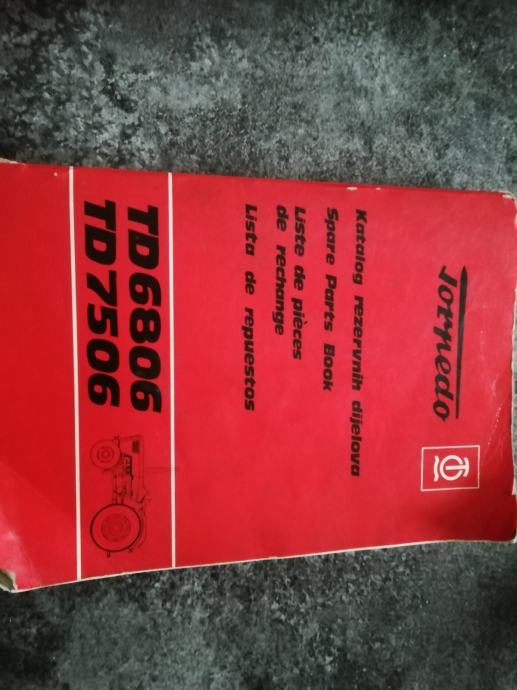 Torpedo
Katalog rezervnih dijelova
Spare Parts Book
Liste de pièces
de rechange
Lista de repuestos
TD6806
TD7506